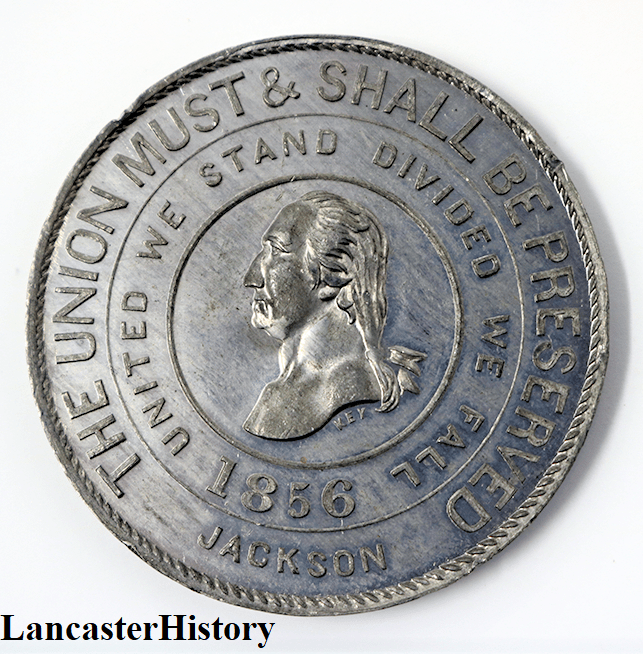 THE UNION MUST & SHALL BE PRESERVED
JACKSON
UNITED WE STAND DIVIDED WE FALL
1856
KEY
LancasterHistory